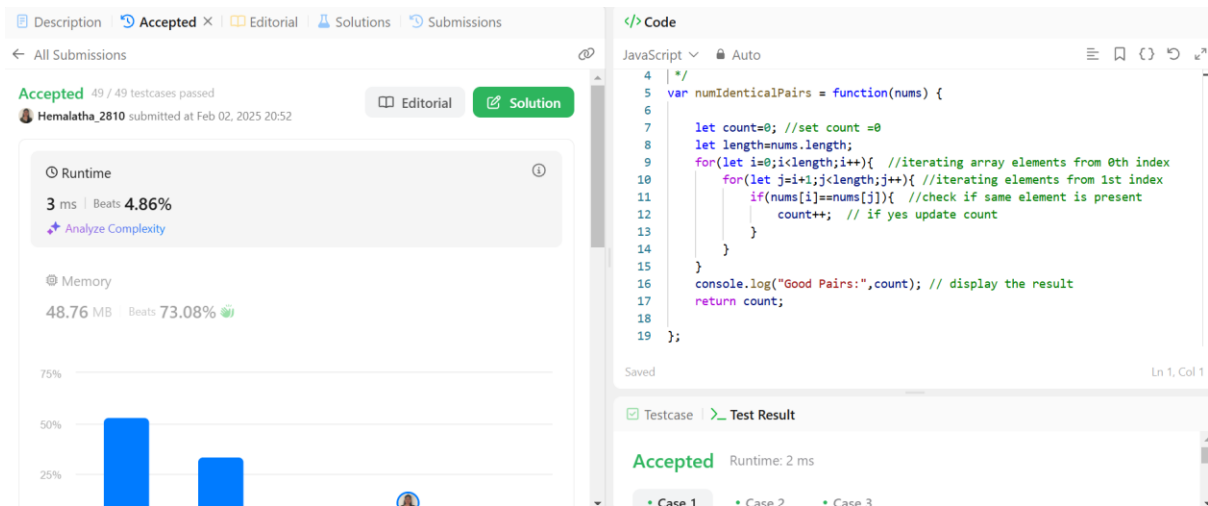 Description Accepted × Editorial Solutions Submissions
← All Submissions
Accepted 49 / 49 testcases passed
Hemalatha_2810 submitted at Feb 02, 2025 20:52
Editorial
Solution
Runtime
3 ms Beats 4.86%
Analyze Complexity
Memory
48.76 MB Beats 73.08%
75%
50%
25%
</> Code
JavaScript Auto
4 */
5 var numIdenticalPairs = function(nums) {
6
7 let count=0; //set count =0
8 let length=nums.length;
9 for(let i=0;i<length;i++){ //iterating array elements from 0th index
10 for(let j=i+1;j<length;j++){ //iterating elements from 1st index
11 if(nums[i]==nums[j]){ //check if same element is present
12 count++; // if yes update count
13 }
14 }
15 }
16 console.log("Good Pairs:",count); // display the result
17 return count;
18
19 };
Saved Ln 1, Col 1
Testcase >_ Test Result
Accepted Runtime: 2 ms
• Case 1 • Case 2 • Case 3